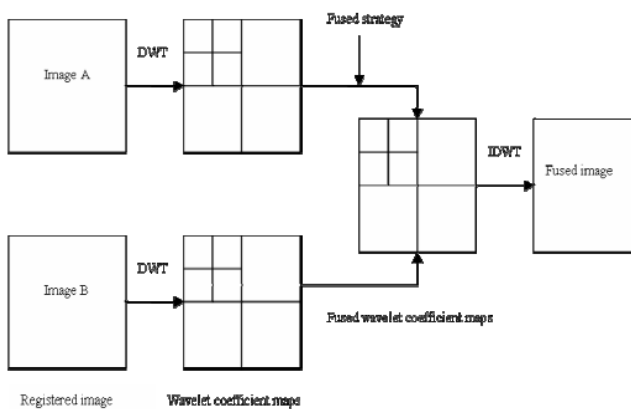 Fused strategy
DWT
Image A
IDWT
Fused image
DWT
Image B
Fused wavelet coefficient maps
Registered image
Wavelet coefficient maps